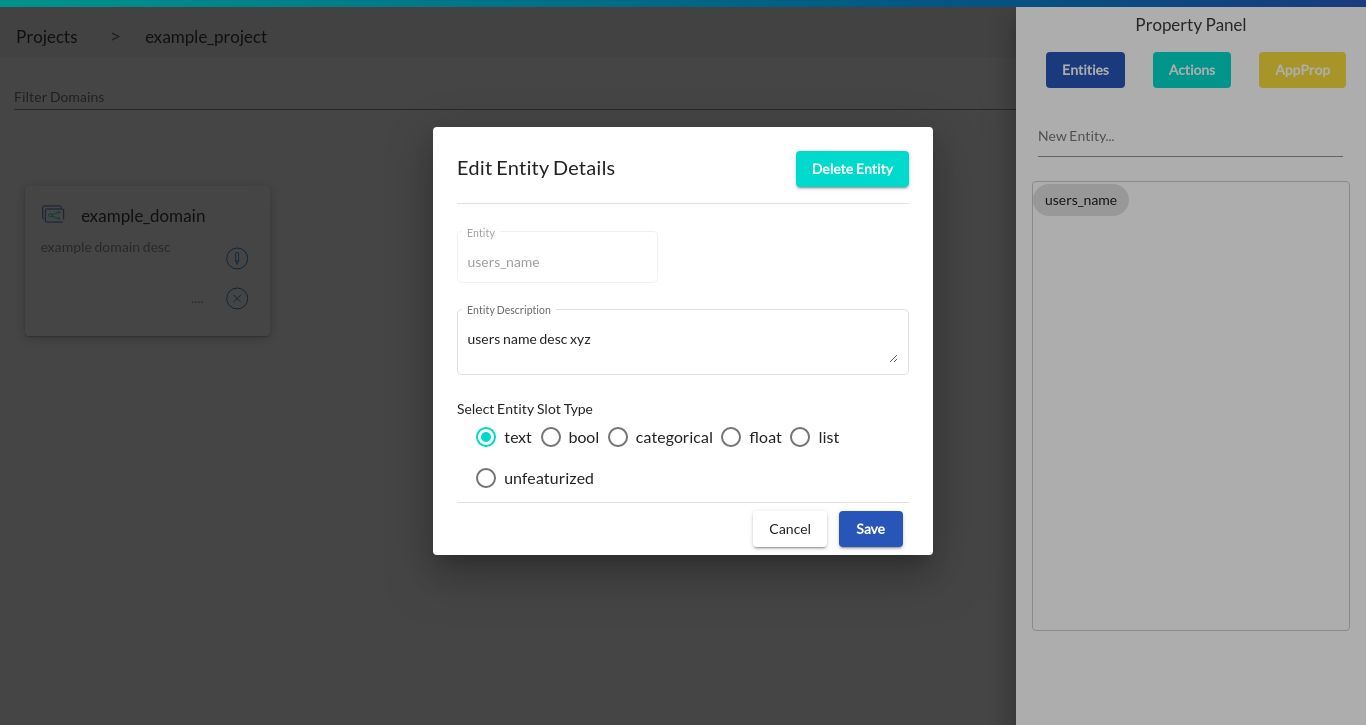 Projects > example_project
Filter Domains
example_domain
example domain desc
....
Property Panel
Entities Actions AppProp
New Entity...
users_name
Edit Entity Details
Delete Entity
Entity
users_name
Entity Description
users name desc xyz
Select Entity Slot Type
text bool categorical float list
unfeaturized
Cancel Save